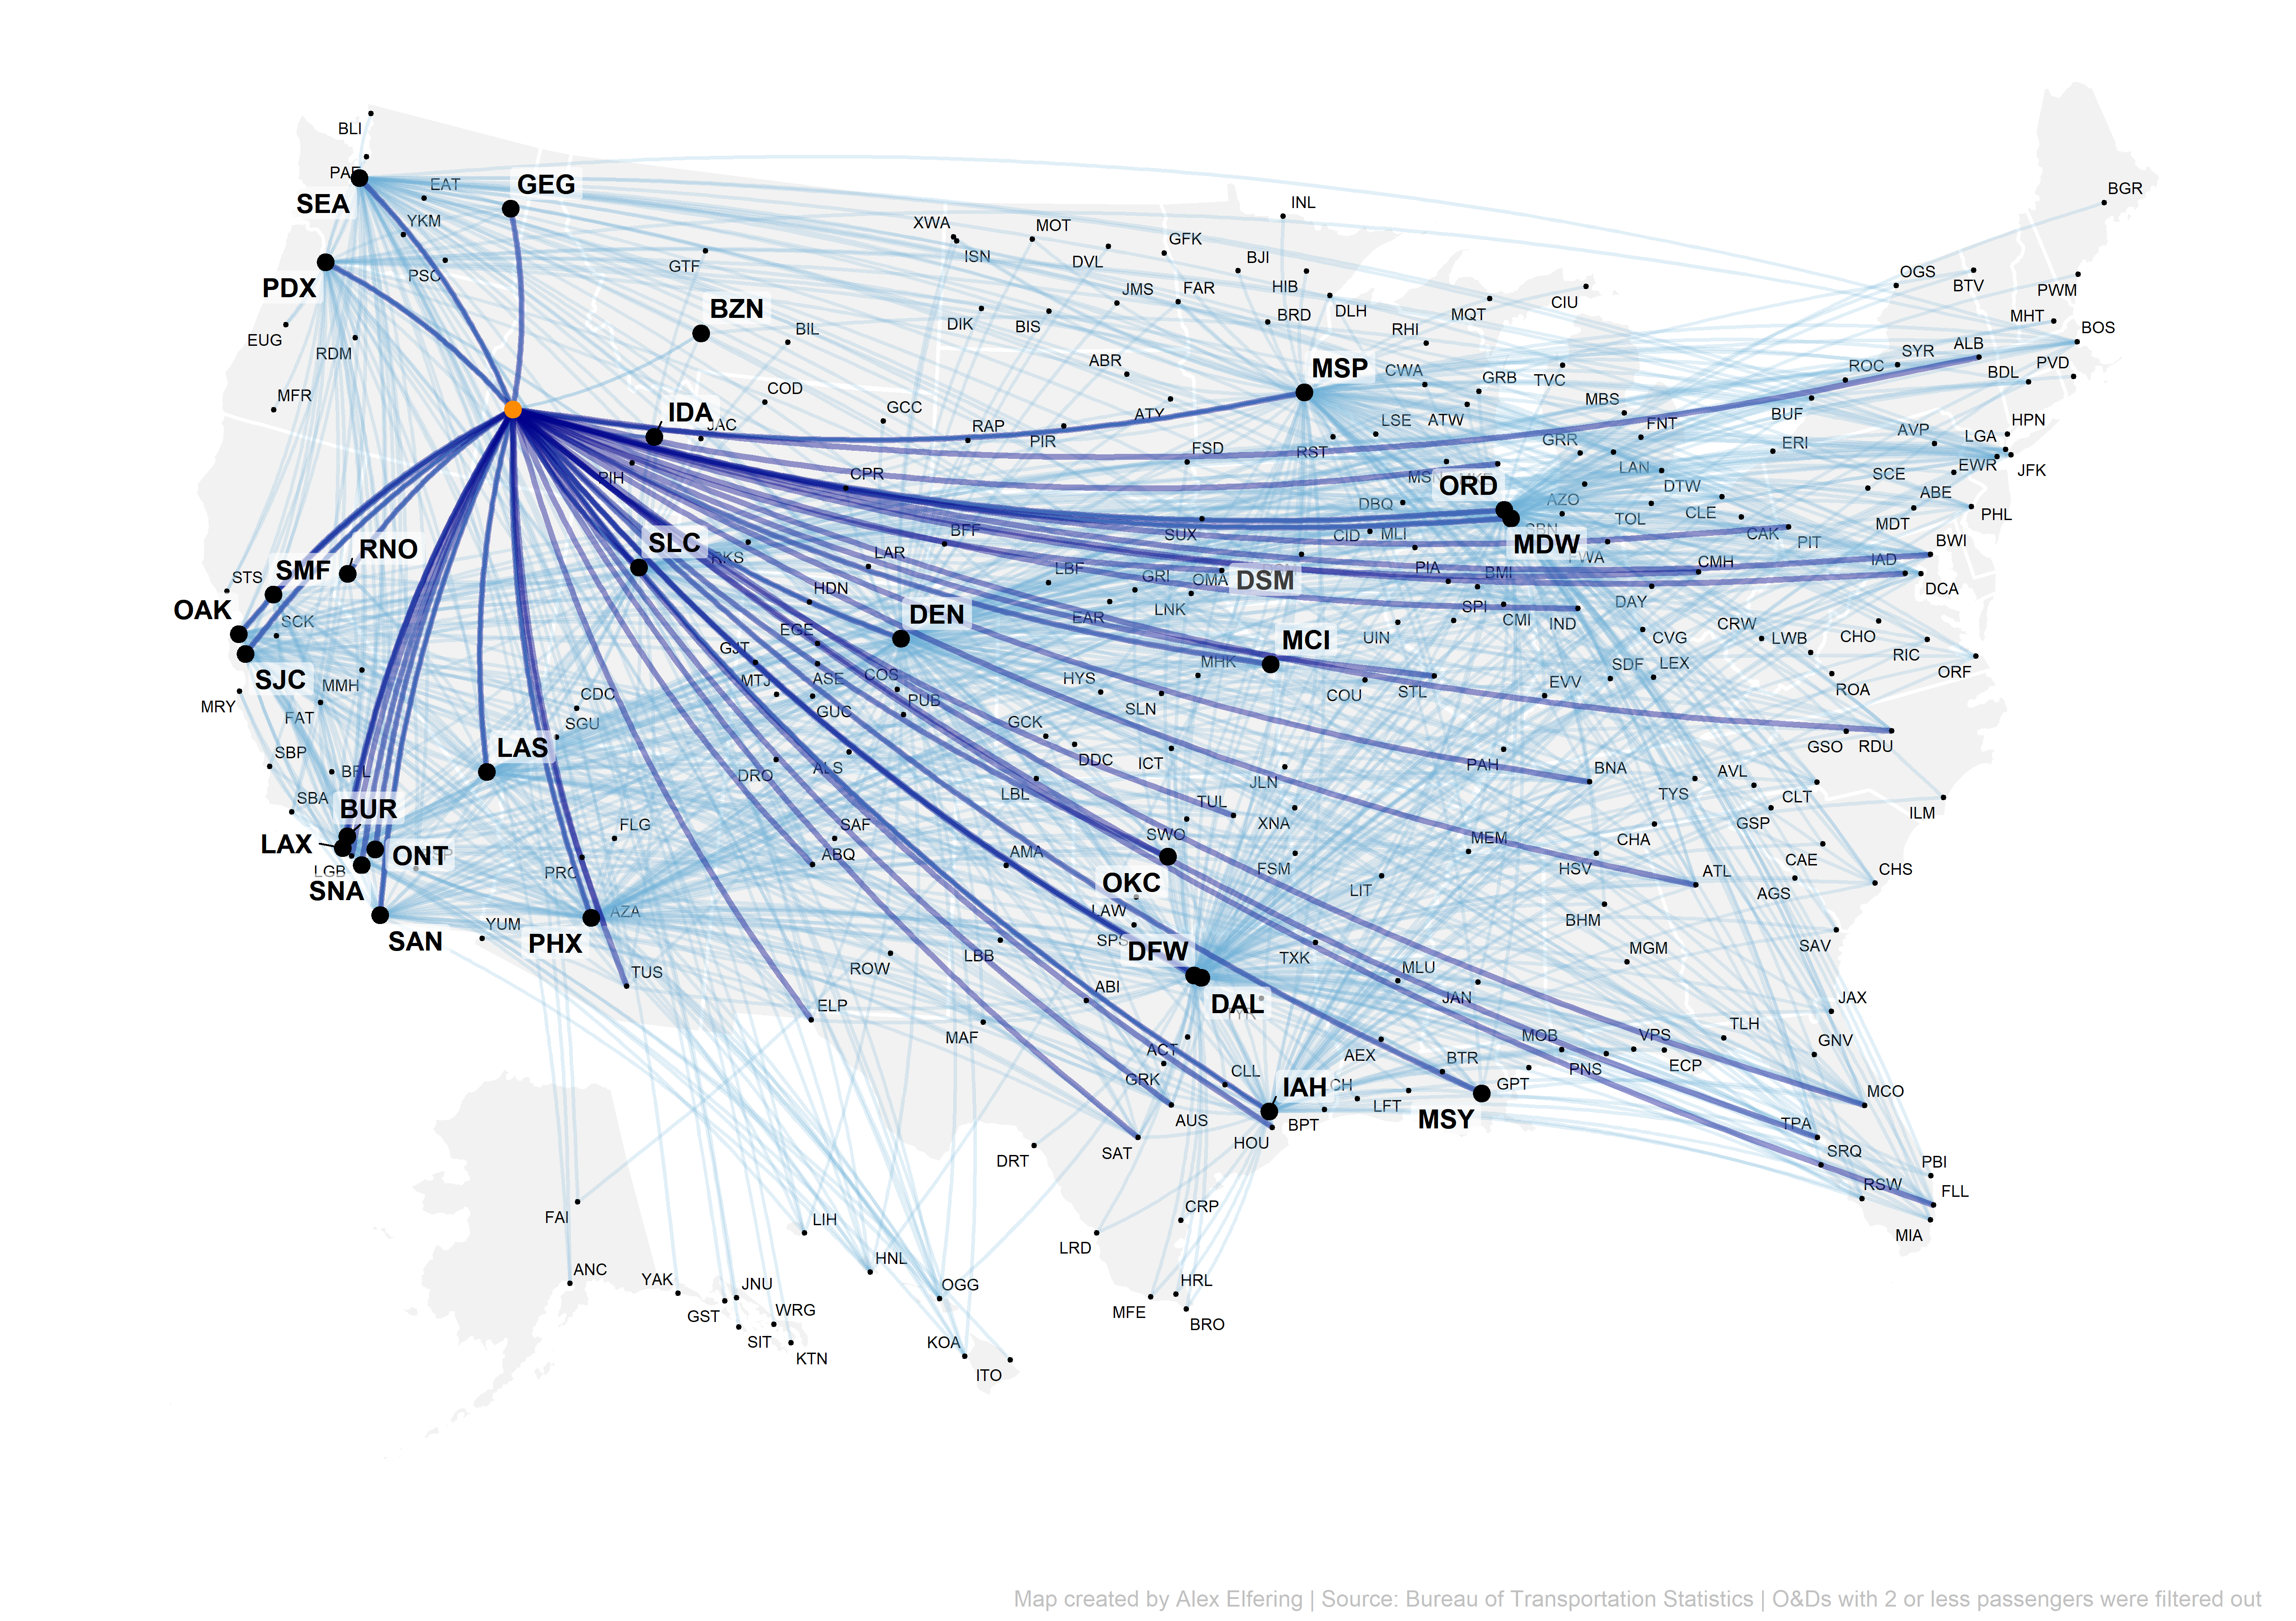 BLI
PAE
SEA
EAT
GEG
YKM
PDX
PSC
GTF
XWA
ISN
MOT
DVL
GFK
INL
BJI
HIB
BGR
EUG
RDM
BZN
BIL
DIK
BIS
JMS
FAR
BRD
DLH
RHI
MQT
CIU
OGS
BTV
PWM
MHT
BOS
MFR
COD
GCC
ABR
ATY
MSP
CWA
GRB
TVC
MBS
ROC
SYR
ALB
BDL
PVD
IDA
JAC
RAP
PIR
FSD
RST
LSE
ATW
GRR
FNT
BUF
ERI
AVP
LGA
HPN
EWR
JFK
PIH
CPR
MSN
MKE
ORD
LAN
DTW
SCE
ABE
PHL
RNO
SLC
RKS
LAR
BFF
SUX
DBQ
CID
MLI
AZO
SBN
MDW
TOL
CLE
CAK
PIT
MDT
BWI
STS
SMF
OAK
SCK
HDN
LBF
GRI
OMA
DSM
PIA
BMI
FWA
CMH
IAD
DCA
DEN
EGE
EAR
LNK
MCI
UIN
SPI
CMI
IND
DAY
CVG
CRW
LWB
CHO
RIC
ORF
SJC
MMH
MRY
FAT
CDC
SGU
GJT
MTJ
ASE
COS
GUC
PUB
HYS
MHK
SLN
COU
STL
EVV
SDF
LEX
ROA
SBP
BFL
LAS
DRO
ALS
GCK
DDC
ICT
LBL
JLN
PAH
BNA
TYS
AVL
CLT
GSO
RDU
SBA
BUR
LAX
ONT
PSP
LGB
SNA
FLG
PRC
SAF
ABQ
AMA
TUL
SWO
XNA
OKC
FSM
LIT
MEM
HSV
CHA
ATL
GSP
CAE
AGS
ILM
CHS
SAN
YUM
PHX
AZA
TUS
ROW
LBB
LAW
SPS
DFW
DAL
TYR
TXK
MLU
JAN
BHM
MGM
SAV
ELP
MAF
ABI
ACT
GRK
CLL
AEX
BTR
MOB
PNS
VPS
ECP
TLH
JAX
GNV
AUS
SAT
IAH
HOU
BPT
LCH
LFT
MSY
GPT
MCO
TPA
SRQ
RSW
PBI
FLL
MIA
DRT
CRP
LRD
HRL
MFE
BRO
FAI
ANC
YAK
JNU
GST
WRG
SIT
KTN
LIH
HNL
OGG
KOA
ITO
Map created by Alex Elfering | Source: Bureau of Transportation Statistics | O&Ds with 2 or less passengers were filtered out